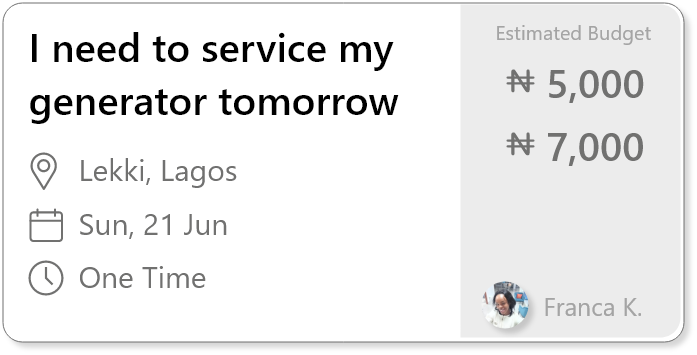 I need to service my
generator tomorrow
Lekki, Lagos
Sun, 21 Jun
One Time
Estimated Budget
₦ 5,000
₦ 7,000
Franca K.